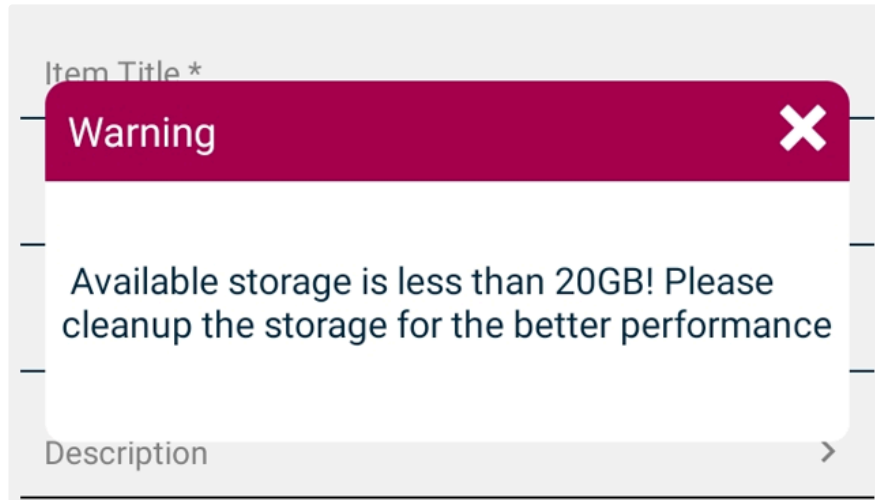 Item Title *
Warning
Available storage is less than 20GB! Please
cleanup the storage for the better performance
Description